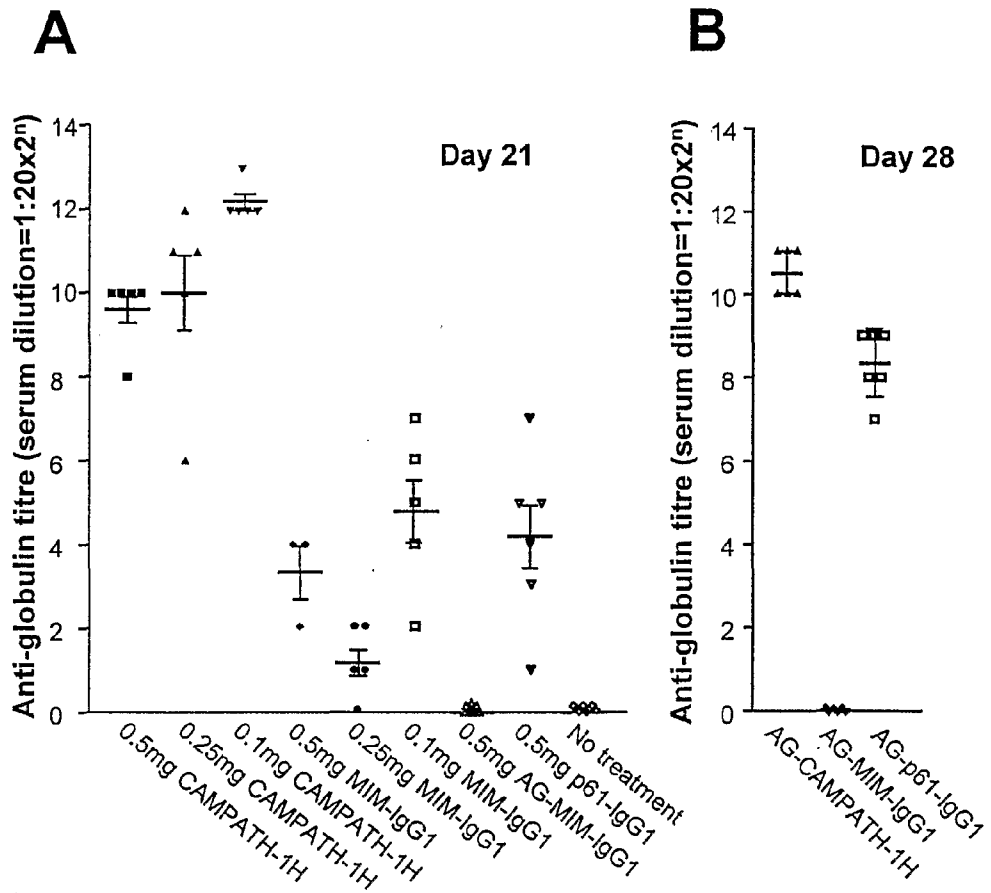 A
Anti-globulin titre (serum dilution=1:20x2ⁿ)
14
12
10
8
6
4
2
0
Day 21
0.5mg CAMPATH-1H
0.25mg CAMPATH-1H
0.1mg CAMPATH-1H
0.5mg MIM-IgG1
0.25mg MIM-IgG1
0.1mg MIM-IgG1
0.5mg AG-MIM-IgG1
0.5mg p61-IgG1
No treatment
B
Anti-globulin titre (serum dilution=1:20x2ⁿ)
14
12
10
8
6
4
2
0
Day 28
AG-CAMPATH-1H
AG-MIM-IgG1
AG-p61-IgG1